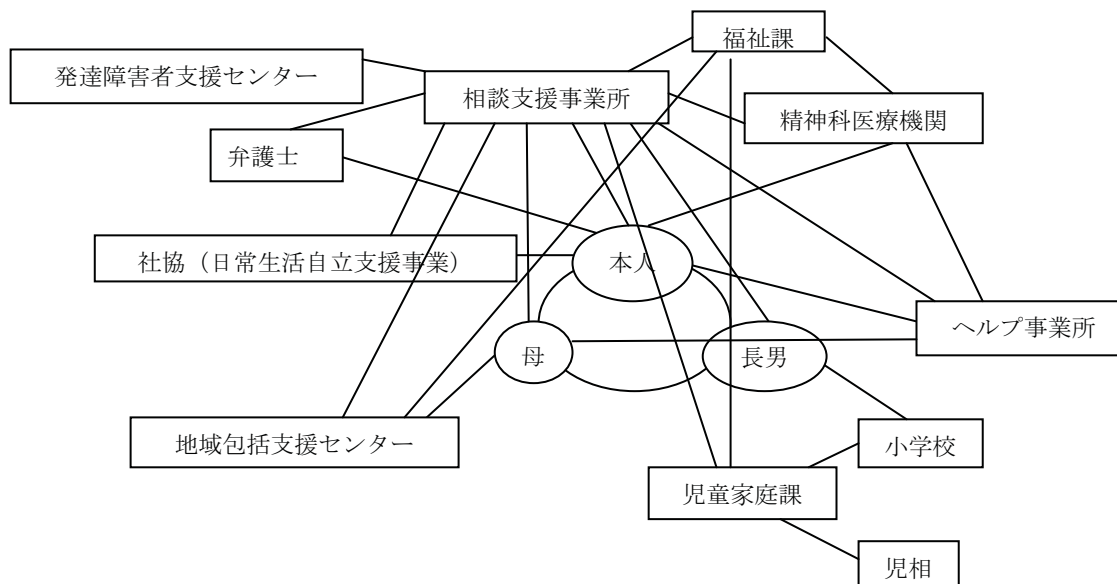 福祉課
発達障害者支援センター
相談支援事業所
精神科医療機関
弁護士
社協（日常生活自立支援事業）
本人
ヘルプ事業所
母
長男
地域包括支援センター
小学校
児童家庭課
児相